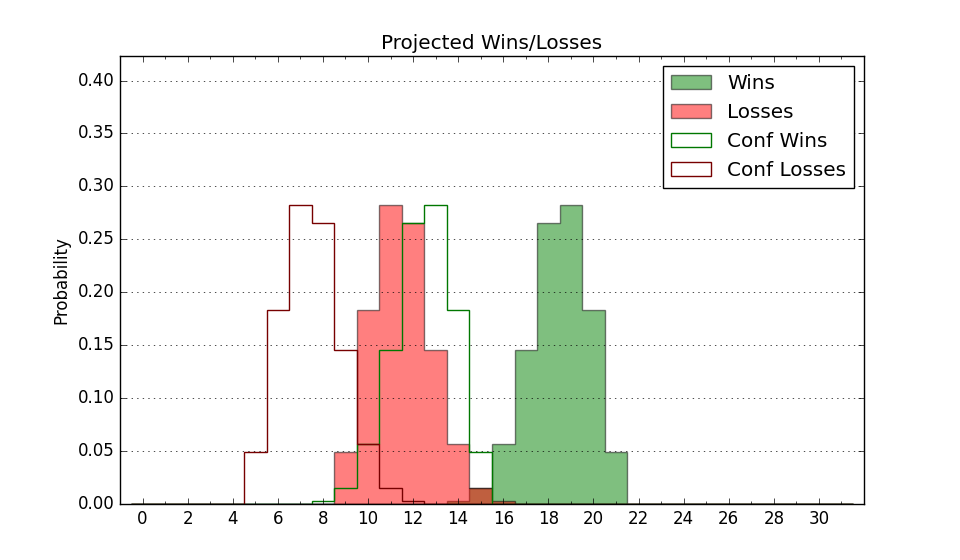 Projected Wins/Losses
0.40
0.35
0.30
0.25
0.20
0.15
0.10
0.05
0.00
Probability
Wins
Losses
Conf Wins
Conf Losses
0 2 4 6 8 10 12 14 16 18 20 22 24 26 28 30